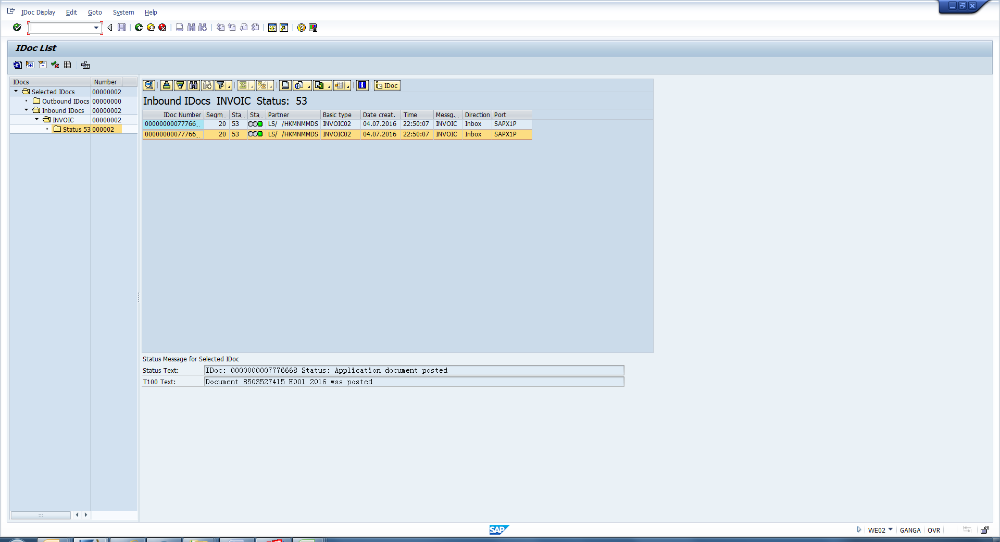 IDoc Display Edit Goto System Help
IDoc List
IDocs Number
Selected IDocs 00000002
Outbound IDocs 00000000
Inbound IDocs 00000002
INVOIC 00000002
Status 53 000002
IDoc
Inbound IDocs INVOIC Status: 53
IDoc Number Segm... Sta... Sta... Partner Basic type Date creat. Time Messg... Direction Port
00000000077766... 20 53 LS/ /HKMNMMDS INVOIC02 04.07.2016 22:50:07 INVOIC Inbox SAPX1P
00000000077766... 20 53 LS/ /HKMNMMDS INVOIC02 04.07.2016 22:50:07 INVOIC Inbox SAPX1P
Status Message for Selected IDoc
Status Text: IDoc: 0000000007776668 Status: Application document posted
T100 Text: Document 8503527415 H001 2016 was posted
SAP
WE02 GANGA OVR